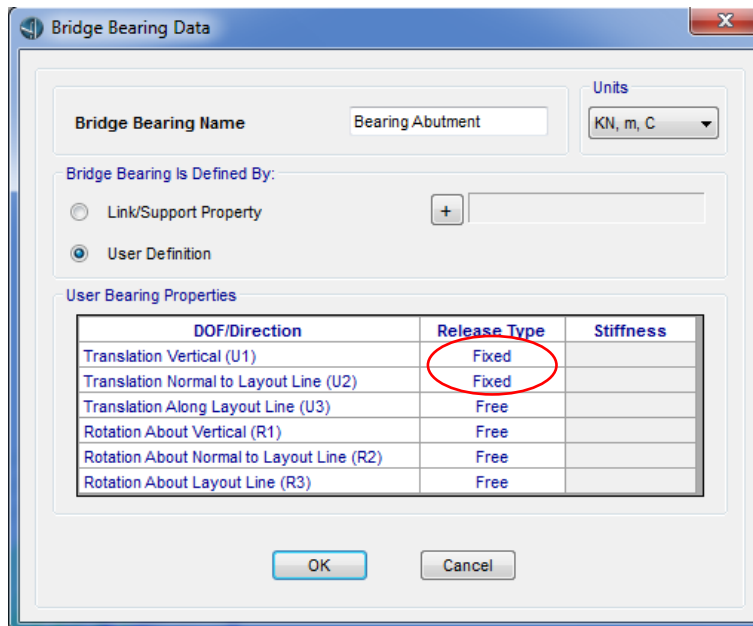 Bridge Bearing Data
Units
Bridge Bearing Name Bearing Abutment KN, m, C
Bridge Bearing Is Defined By:
Link/Support Property +
User Definition
User Bearing Properties
DOF/Direction Release Type Stiffness
Translation Vertical (U1) Fixed
Translation Normal to Layout Line (U2) Fixed
Translation Along Layout Line (U3) Free
Rotation About Vertical (R1) Free
Rotation About Normal to Layout Line (R2) Free
Rotation About Layout Line (R3) Free
OK Cancel